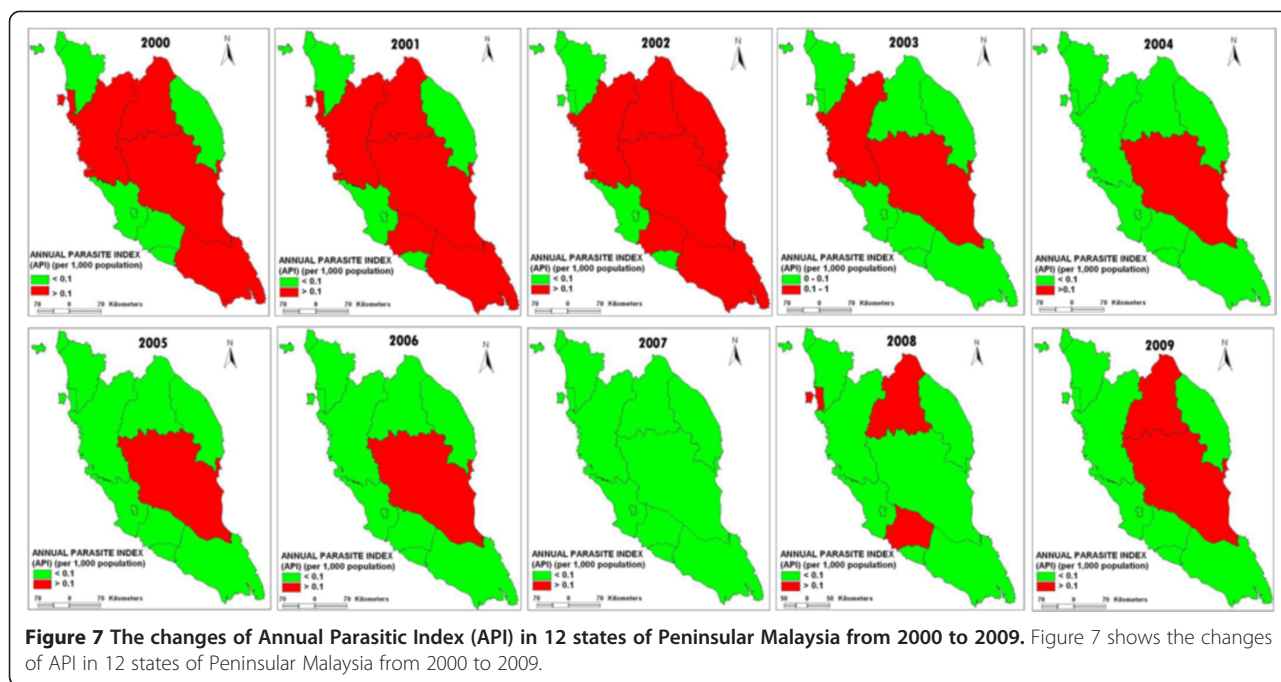 2000
N
ANNUAL PARASITE INDEX
(API) (per 1,000 population)
< 0.1
> 0.1
70 0 70 Kilometers
2001
N
ANNUAL PARASITE INDEX
(API) (per 1,000 population)
< 0.1
> 0.1
70 0 70 Kilometers
2002
N
ANNUAL PARASITE INDEX
(API) (per 1,000 population)
< 0.1
> 0.1
70 0 70 Kilometers
2003
N
ANNUAL PARASITE INDEX
(API) (per 1,000 population)
0 - 0.1
0.1 - 1
70 0 70 Kilometers
2004
N
ANNUAL PARASITE INDEX
(API) (per 1,000 population)
< 0.1
>0.1
70 0 70 Kilometers
2005
N
ANNUAL PARASITE INDEX
(API) (per 1,000 population)
< 0.1
> 0.1
70 0 70 Kilometers
2006
N
ANNUAL PARASITE INDEX
(API) (per 1,000 population)
< 0.1
> 0.1
70 0 70 Kilometers
2007
N
ANNUAL PARASITE INDEX
(API) (per 1,000 population)
< 0.1
> 0.1
70 0 70 Kilometers
2008
N
ANNUAL PARASITE INDEX
(API) (per 1,000 population)
< 0.1
> 0.1
50 0 50 Kilometers
2009
N
ANNUAL PARASITE INDEX
(API) (per 1,000 population)
< 0.1
> 0.1
70 0 70 Kilometers
Figure 7 The changes of Annual Parasitic Index (API) in 12 states of Peninsular Malaysia from 2000 to 2009. Figure 7 shows the changes
of API in 12 states of Peninsular Malaysia from 2000 to 2009.